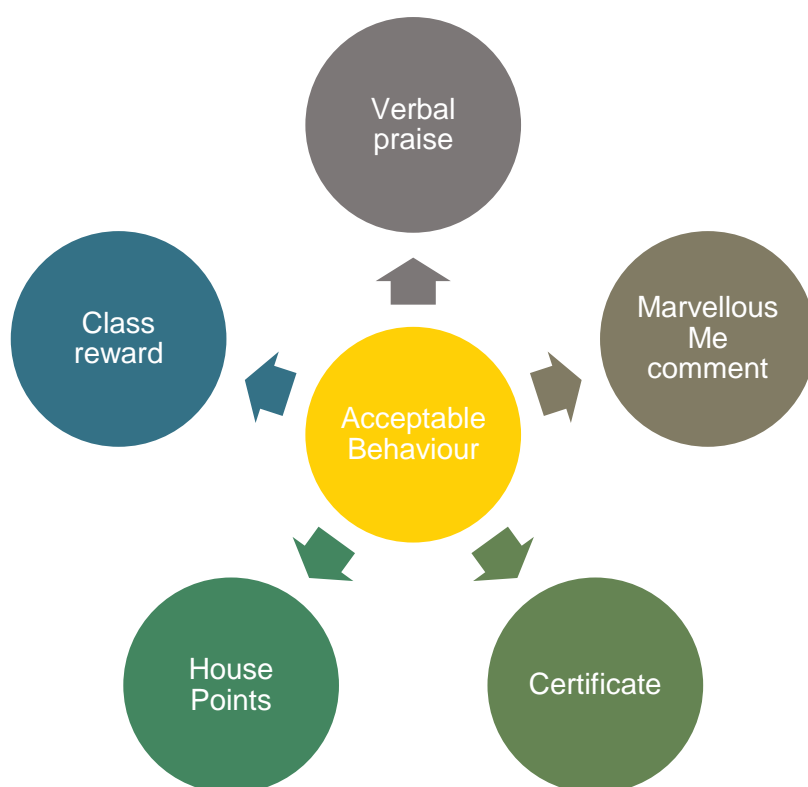 Verbal
praise
Marvellous
Me
comment
Class
reward
Acceptable
Behaviour
House
Points
Certificate